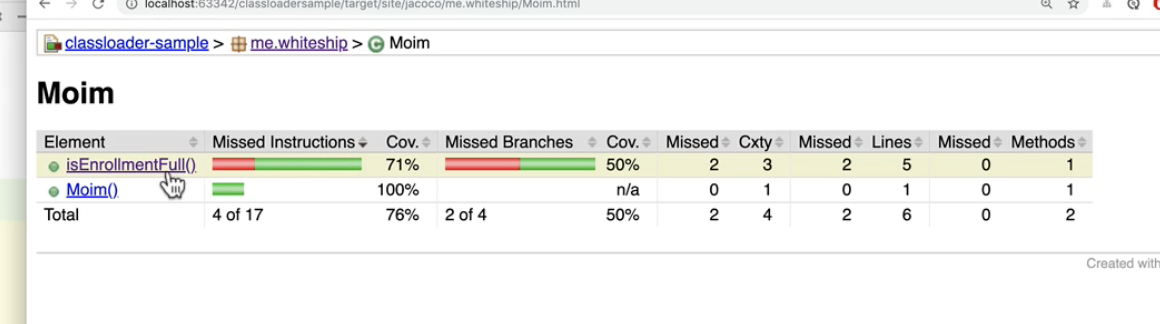 localhost:63342/classloadersample/target/site/jacoco/me.whiteship/Moim.html
classloader-sample > me.whiteship > C Moim
Moim
Element Missed Instructions Cov. Missed Branches Cov. Missed Cxty Missed Lines Missed Methods
isEnrollmentFull() 71% 50% 2 3 2 5 0 1
Moim() 100% n/a 0 1 0 1 0 1
Total 4 of 17 76% 2 of 4 50% 2 4 2 6 0 2
Created with